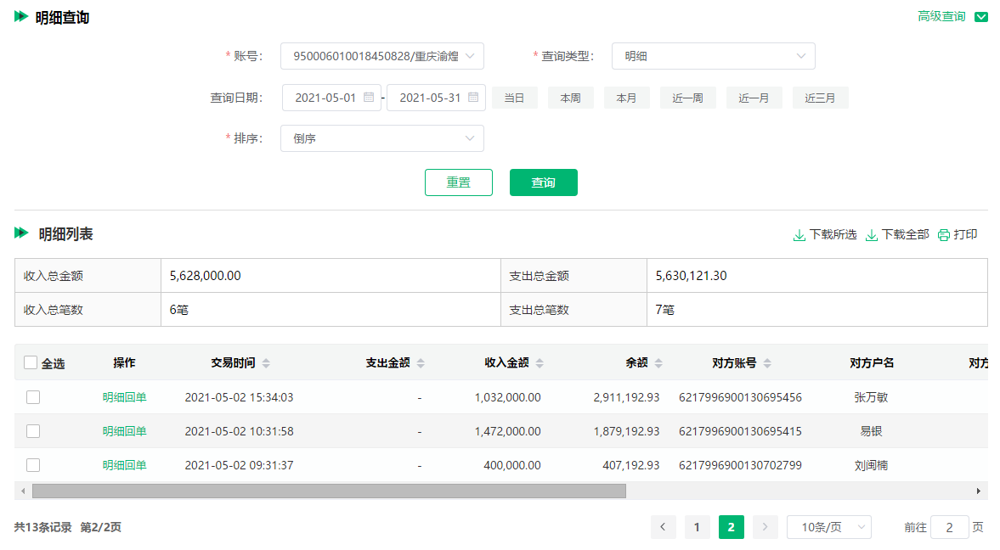 明细查询 高级查询
* 账号: 950006010018450828/重庆渝煌 * 查询类型: 明细
查询日期: 2021-05-01 - 2021-05-31 当日 本周 本月 近一周 近一月 近三月
* 排序: 倒序
重置 查询
明细列表 下载所选 下载全部 打印
收入总金额 5,628,000.00 支出总金额 5,630,121.30
收入总笔数 6笔 支出总笔数 7笔
全选 操作 交易时间 支出金额 收入金额 余额 对方账号 对方户名 对方
明细回单 2021-05-02 15:34:03 - 1,032,000.00 2,911,192.93 6217996900130695456 张万敏
明细回单 2021-05-02 10:31:58 - 1,472,000.00 1,879,192.93 6217996900130695415 易银
明细回单 2021-05-02 09:31:37 - 400,000.00 407,192.93 6217996900130702799 刘闽楠
共13条记录 第2/2页 < 1 2 > 10条/页 前往 2 页